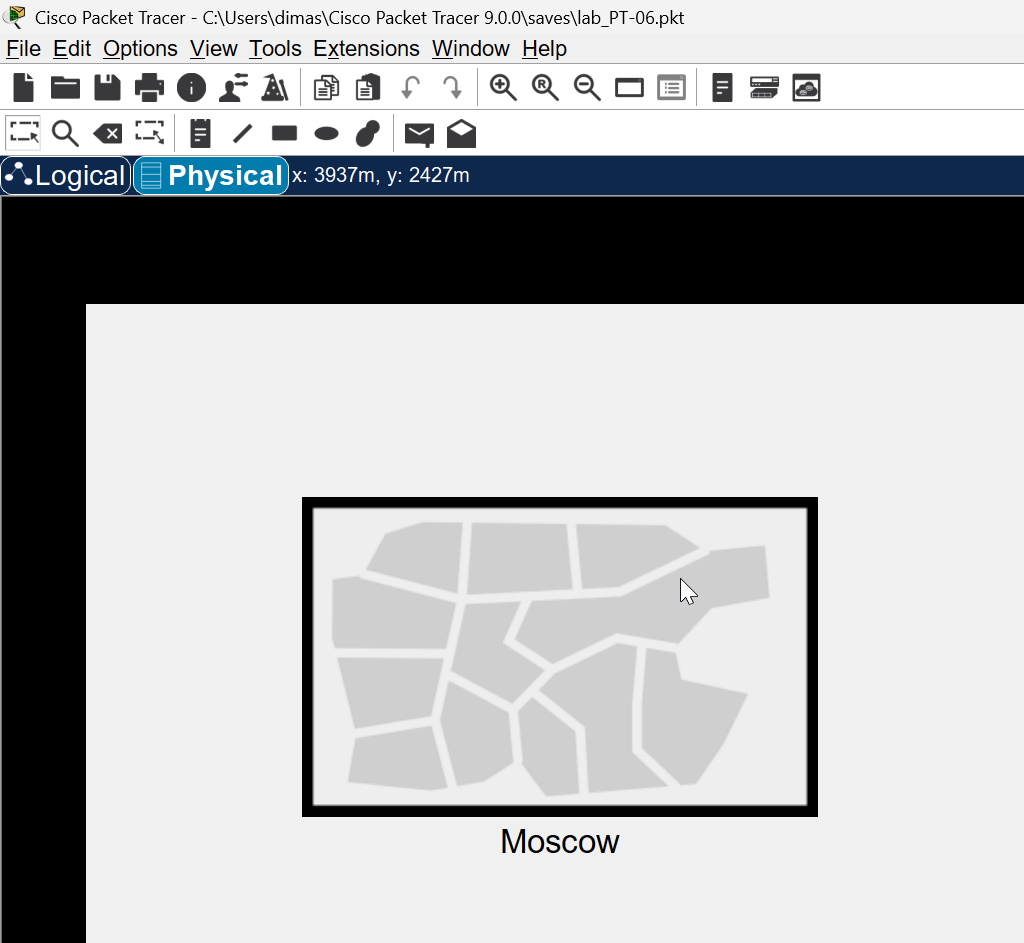 Cisco Packet Tracer - C:\Users\dimas\Cisco Packet Tracer 9.0.0\saves\lab_PT-06.pkt
File Edit Options View Tools Extensions Window Help
Logical Physical x: 3937m, y: 2427m
Moscow